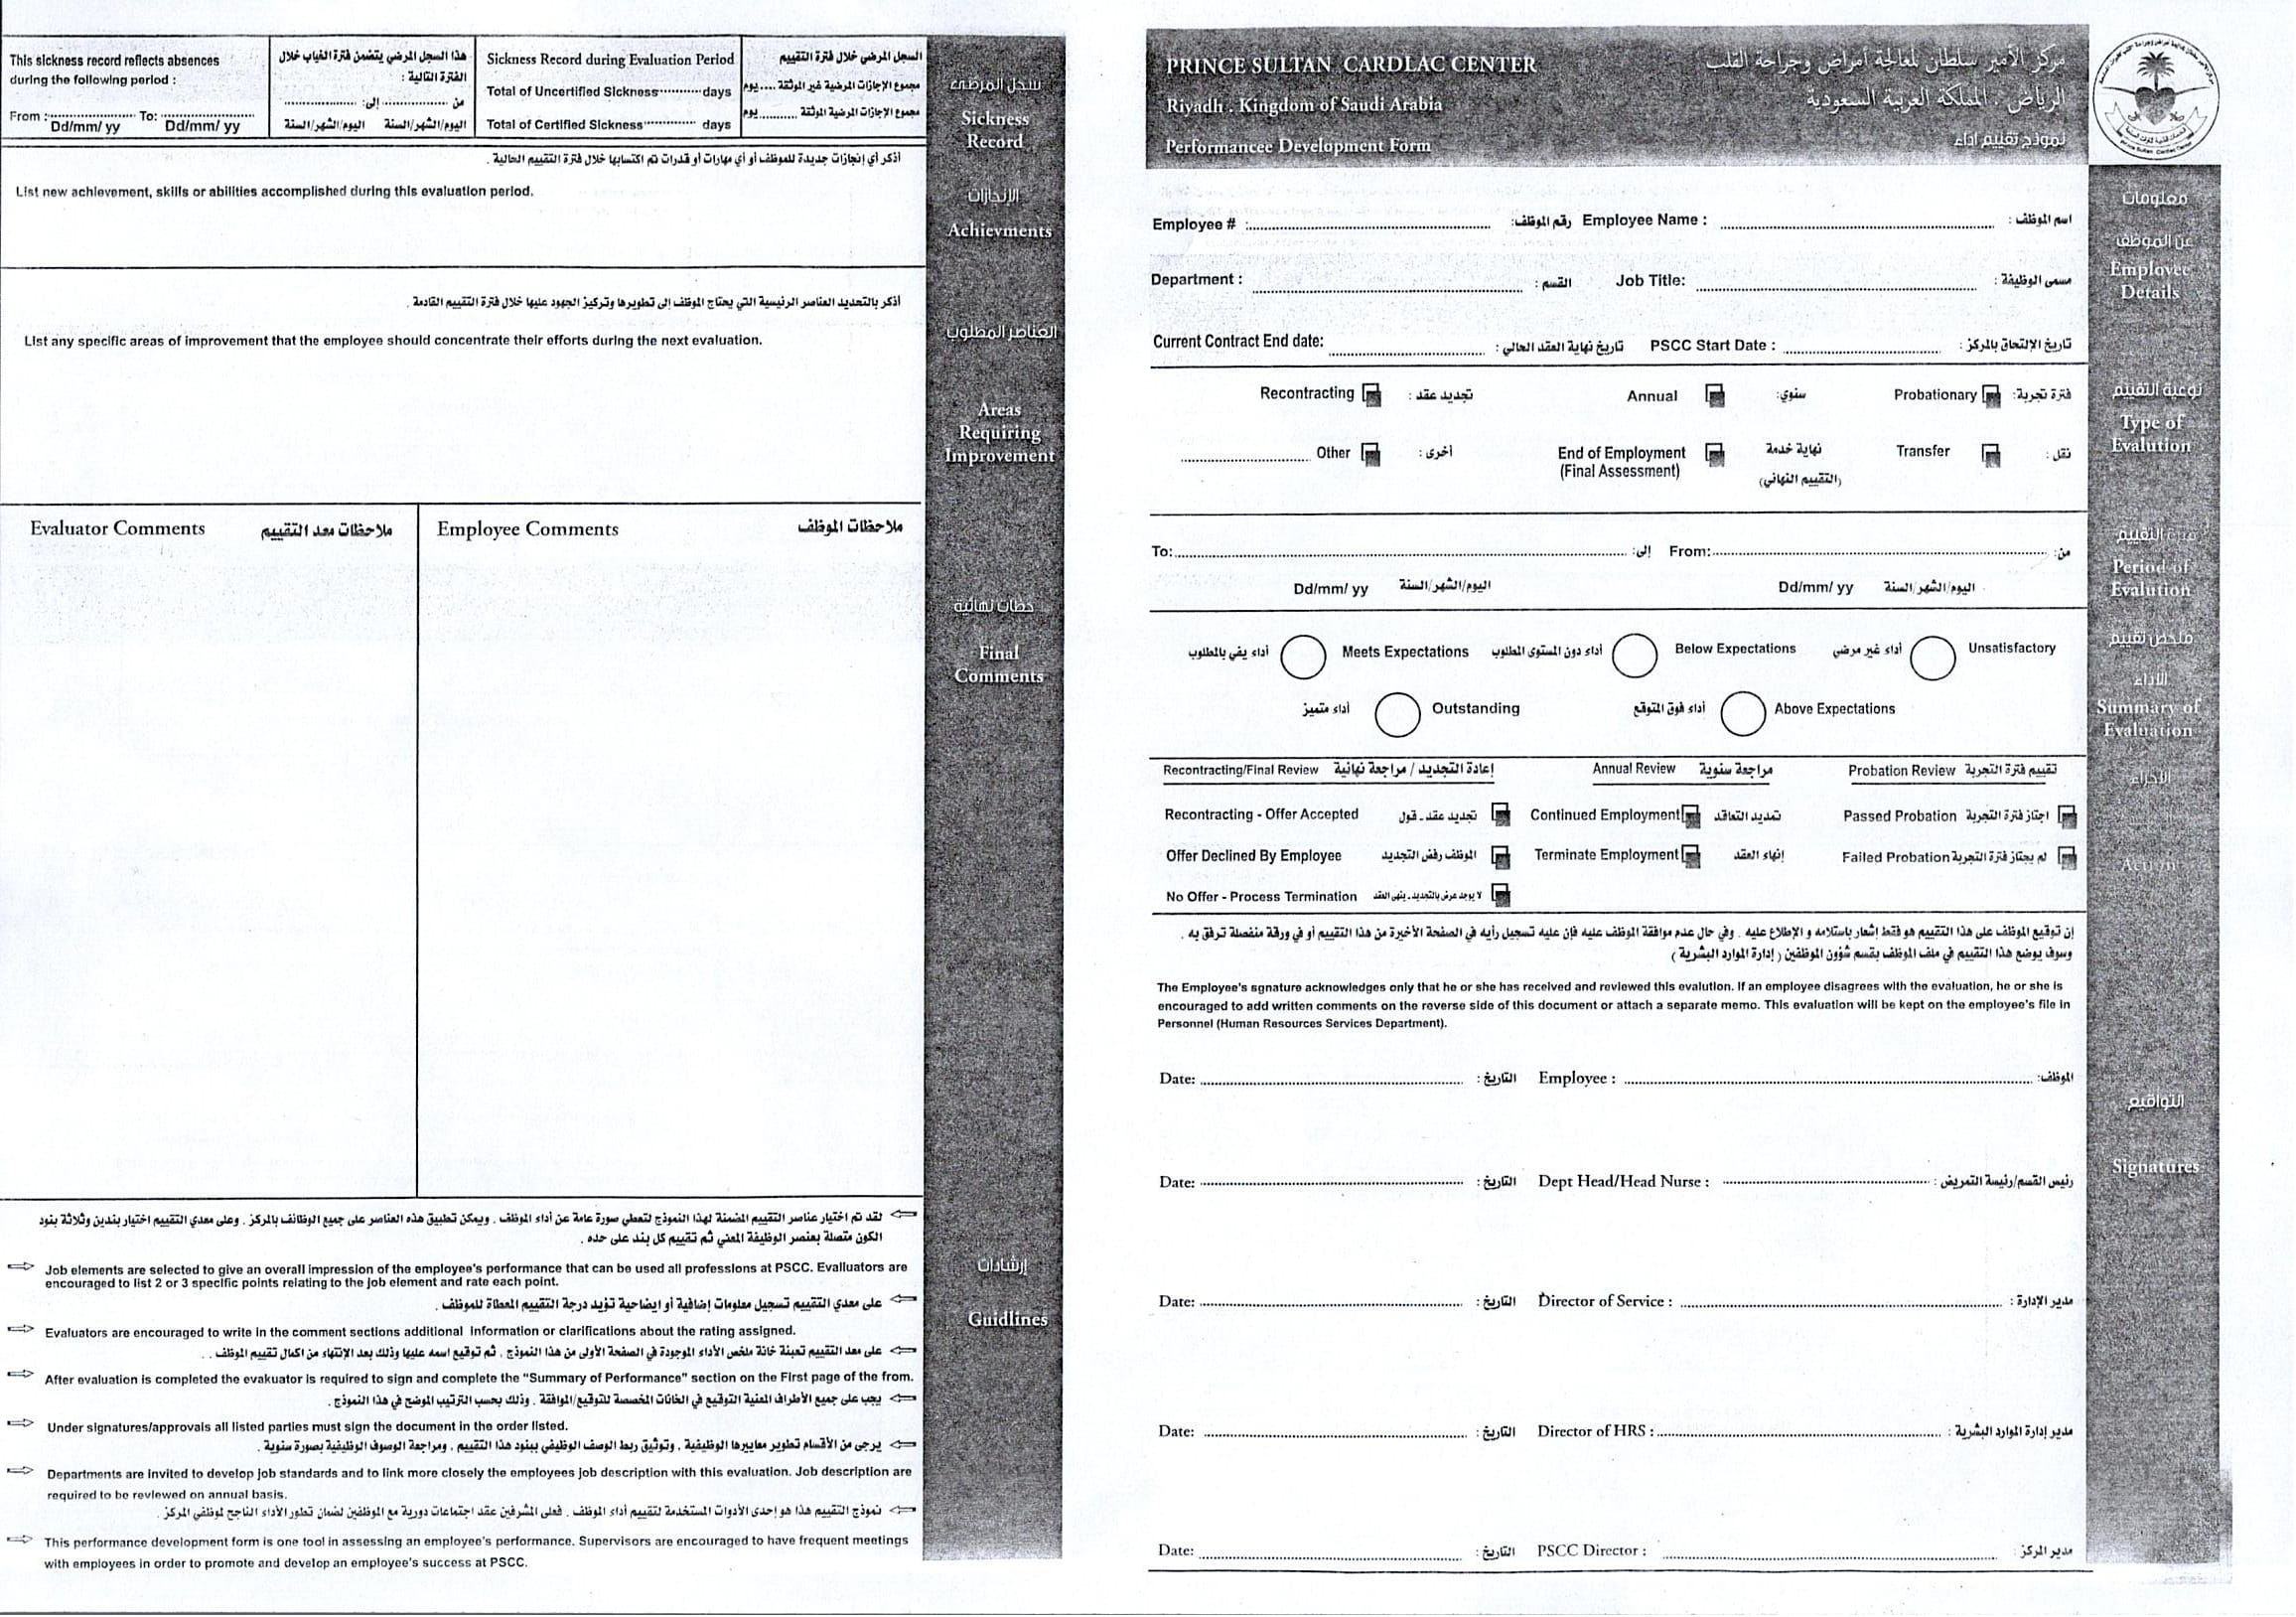 This sickness record reflects absences
during the following period :
From : To:
Dd/mm/ yy Dd/mm/ yy
هذا السجل المرضي يتضمن فترة الغياب خلال
الفترة التالية :
من إلى:
اليوم/الشهر/السنة اليوم/الشهر/السنة
Sickness Record during Evaluation Period
Total of Uncertified Sickness days
Total of Certified Sickness days
السجل المرضي خلال فترة التقييم
مجموع الإجازات المرضية غير الموثقة يوم
مجموع الإجازات المرضية الموثقة يوم
سجل المرضى
Sickness
Record
أذكر أي إنجازات جديدة للموظف أو أي مهارات أو قدرات تم اكتسابها خلال فترة التقييم الحالية .
List new achievement, skills or abilities accomplished during this evaluation period.
الإنجازات
Achievments
أذكر بالتحديد العناصر الرئيسية التي يحتاج الموظف إلى تطويرها وتركيز الجهود عليها خلال فترة التقييم القادمة .
List any specific areas of improvement that the employee should concentrate their efforts during the next evaluation.
العناصر المطلوب
Areas
Requiring
Improvement
Evaluator Comments ملاحظات معد التقييم
Employee Comments ملاحظات الموظف
حظات نهائية
Final
Comments
لقد تم اختيار عناصر التقييم المضمنة لهذا النموذج لتعطي صورة عامة عن أداء الموظف . ويمكن تطبيق هذه العناصر على جميع الوظائف بالمركز . وعلى معدي التقييم اختيار بندين وثلاثة بنود
الكون متصلة بعنصر الوظيفة المعني ثم تقييم كل بند على حده .
Job elements are selected to give an overall impression of the employee's performance that can be used all professions at PSCC. Evalluators are
encouraged to list 2 or 3 specific points relating to the job element and rate each point.
على معدي التقييم تسجيل معلومات إضافية أو ايضاحية تؤيد درجة التقييم المعطاة للموظف .
Evaluators are encouraged to write in the comment sections additional information or clarifications about the rating assigned.
على معد التقييم تعبئة خانة ملخص الأداء الموجودة في الصفحة الأولى من هذا النموذج . ثم توقيع اسمه عليها وذلك بعد الإنتهاء من اكمال تقييم الموظف . .
After evaluation is completed the evakuator is required to sign and complete the "Summary of Performance" section on the First page of the from.
يجب على جميع الأطراف المعنية التوقيع في الخانات المخصصة للتوقيع/الموافقة . وذلك بحسب الترتيب الموضح في هذا النموذج .
Under signatures/approvals all listed parties must sign the document in the order listed.
يرجى من الأقسام تطوير معاييرها الوظيفية . وتوثيق ربط الوصف الوظيفي ببنود هذا التقييم . ومراجعة الوصوف الوظيفية بصورة سنوية .
Departments are invited to develop job standards and to link more closely the employees job description with this evaluation. Job description are
required to be reviewed on annual basis.
نموذج التقييم هذا هو إحدى الأدوات المستخدمة لتقييم أداء الموظف . فعلى المشرفين عقد اجتماعات دورية مع الموظفين لضمان تطور الأداء الناجح لموظفي المركز .
This performance development form is one tool in assessing an employee's performance. Supervisors are encouraged to have frequent meetings
with employees in order to promote and develop an employee's success at PSCC.
إرشادات
Guidlines
PRINCE SULTAN CARDLAC CENTER
Riyadh . Kingdom of Saudi Arabia
Performancee Development Form
مركز الأمير سلطان لمعالجة أمراض وجراحة القلب
الرياض . المملكة العربية السعودية
نموذج تقييم اداء
Prince Sultan Cardiac Center
Employee # : رقم الموظف: Employee Name : اسم الموظف :
Department : القسم : Job Title: مسمى الوظيفة :
Current Contract End date: تاريخ نهاية العقد الحالي : PSCC Start Date : تاريخ الإلتحاق بالمركز :
معلومات
عن الموظف
Employee
Details
Recontracting تجديد عقد : Annual سنوي: Probationary فترة تجربة:
Other أخرى : End of Employment نهاية خدمة Transfer نقل :
(Final Assessment) (التقييم النهائي)
نوعية التقييم
Type of
Evalution
To: إلى: From: من:
Dd/mm/ yy اليوم/الشهر/السنة Dd/mm/ yy اليوم/الشهر/السنة
فترة التقييم
Period of
Evalution
أداء يفي بالمطلوب Meets Expectations أداء دون المستوى المطلوب Below Expectations أداء غير مرضي Unsatisfactory
أداء متميز Outstanding أداء فوق المتوقع Above Expectations
ملخص تقييم
الأداء
Summary of
Evaluation
Recontracting/Final Review إعادة التجديد / مراجعة نهائية Annual Review مراجعة سنوية Probation Review تقييم فترة التجربة
Recontracting - Offer Accepted تجديد عقد - قول Continued Employment تمديد التعاقد Passed Probation اجتاز فترة التجربة
Offer Declined By Employee الموظف رفض التجديد Terminate Employment إنهاء العقد Failed Probation لم يجتاز فترة التجربة
No Offer - Process Termination لا يوجد عرض بالتجديد - ينهى العقد
الإجراء
Action
إن توقيع الموظف على هذا التقييم هو فقط إشعار باستلامه و الإطلاع عليه . وفي حال عدم موافقة الموظف عليه فإن عليه تسجيل رأيه في الصفحة الأخيرة من هذا التقييم أو في ورقة منفصلة ترفق به .
وسوف يوضع هذا التقييم في ملف الموظف بقسم شؤون الموظفين ( إدارة الموارد البشرية )
The Employee's sgnature acknowledges only that he or she has received and reviewed this evalution. If an employee disagrees with the evaluation, he or she is
encouraged to add written comments on the reverse side of this document or attach a separate memo. This evaluation will be kept on the employee's file in
Personnel (Human Resources Services Department).
Date: التاريخ : Employee : الموظف:
Date: التاريخ : Dept Head/Head Nurse : رئيس القسم/رئيسة التمريض :
Date: التاريخ : Director of Service : مدير الإدارة :
Date: التاريخ : Director of HRS : مدير إدارة الموارد البشرية :
Date: التاريخ : PSCC Director : مدير المركز :
التواقيع
Signatures